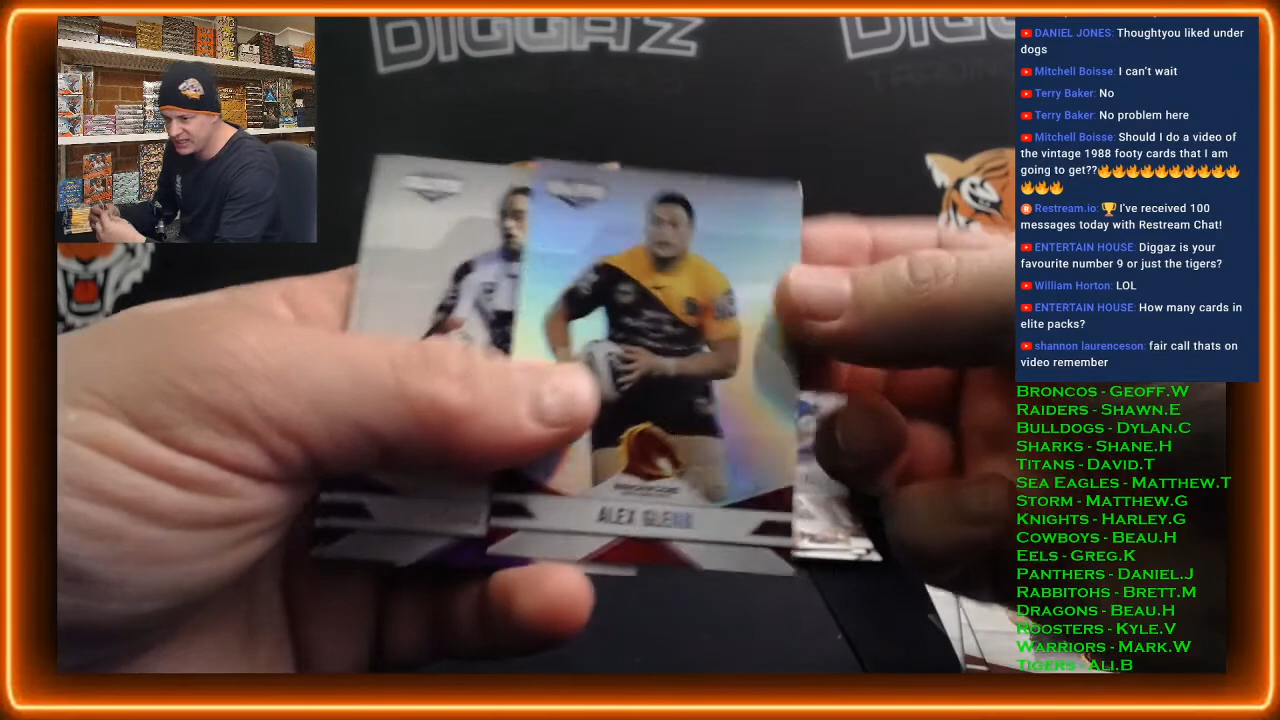 DIGGA'Z
DIGGAZ
DANIEL JONES: Thoughtyou liked under
dogs
Mitchell Boisse: I can't wait
Terry Baker: No
Terry Baker: No problem here
Mitchell Boisse: Should I do a video of
the vintage 1988 footy cards that I am
going to get??🔥🔥🔥🔥🔥🔥🔥🔥🔥🔥
🔥🔥🔥
Restream.io: 🏆 I've received 100
messages today with Restream Chat!
ENTERTAIN HOUSE: Diggaz is your
favourite number 9 or just the tigers?
William Horton: LOL
ENTERTAIN HOUSE: How many cards in
elite packs?
shannon laurenceson: fair call thats on
video remember
ALEX GLENN
BRONCOS - GEOFF.W
RAIDERS - SHAWN.E
BULLDOGS - DYLAN.C
SHARKS - SHANE.H
TITANS - DAVID.T
SEA EAGLES - MATTHEW.T
STORM - MATTHEW.G
KNIGHTS - HARLEY.G
COWBOYS - BEAU.H
EELS - GREG.K
PANTHERS - DANIEL.J
RABBITOHS - BRETT.M
DRAGONS - BEAU.H
ROOSTERS - KYLE.V
WARRIORS - MARK.W
TIGERS - ALI.B